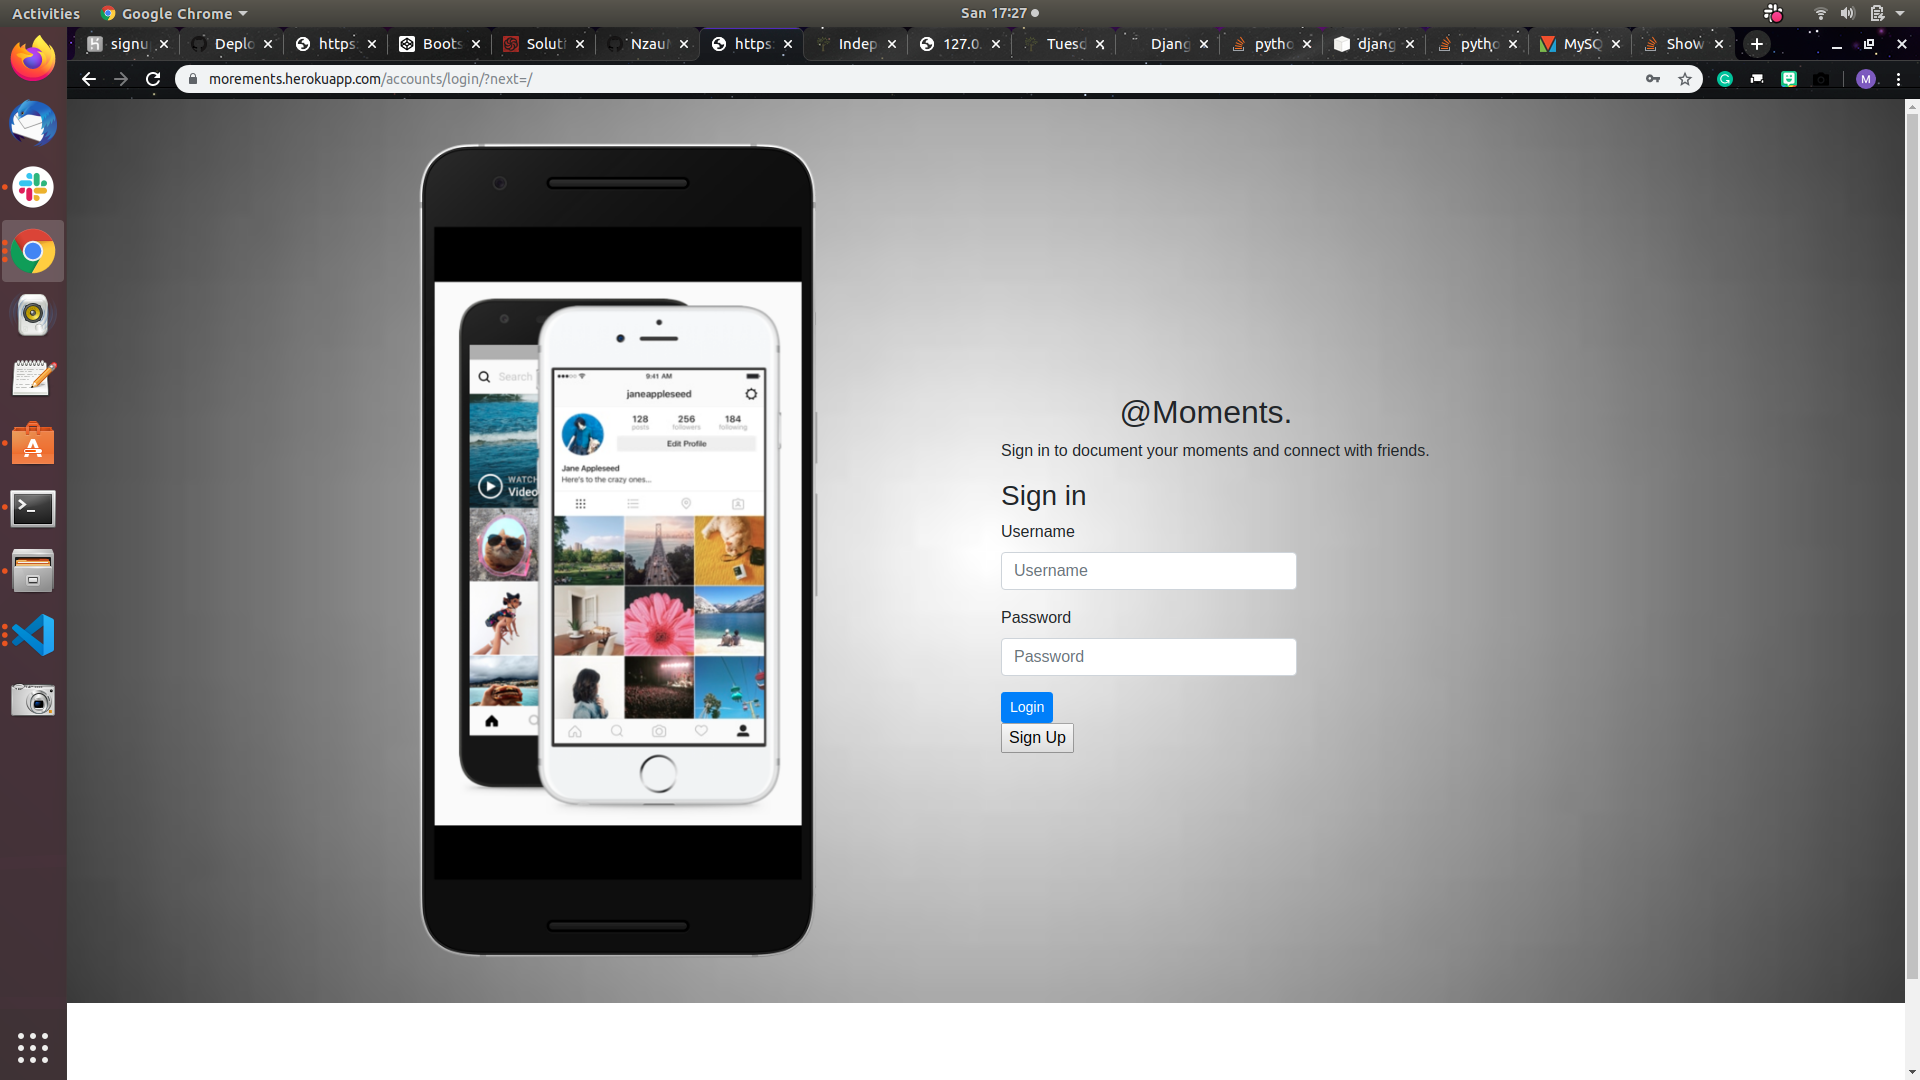 Activities
Google Chrome
San 17:27
signu
Deplo
https:
Boots
Solut
Nzau
https:
Indep
127.0.
Tuesd
Djang
pytho
djang
pytho
MySQ
Show
morements.herokuapp.com/accounts/login/?next=/
M
Search
9:41 AM
janeappleseed
128
256
184
posts
followers
following
Edit Profile
Jane Appleseed
Here's to the crazy ones...
WATCH
Video
@Moments.
Sign in to document your moments and connect with friends.
Sign in
Username
Username
Password
Password
Login
Sign Up